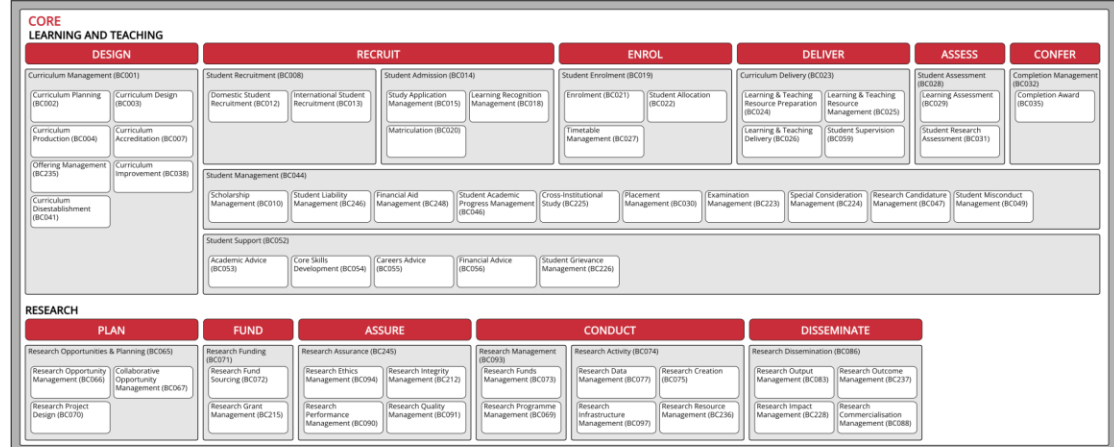 CORE
LEARNING AND TEACHING
DESIGN
RECRUIT
ENROL
DELIVER
ASSESS
CONFER
Curriculum Management (BC001)
Curriculum Planning
(BC002)
Curriculum Design
(BC003)
Curriculum
Production (BC004)
Curriculum
Accreditation (BC007)
Offering Management
(BC235)
Curriculum
Improvement (BC038)
Curriculum
Disestablishment
(BC041)
Student Recruitment (BC008)
Domestic Student
Recruitment (BC012)
International Student
Recruitment (BC013)
Student Admission (BC014)
Study Application
Management (BC015)
Learning Recognition
Management (BC018)
Matriculation (BC020)
Student Enrolment (BC019)
Enrolment (BC021)
Student Allocation
(BC022)
Timetable
Management (BC027)
Curriculum Delivery (BC023)
Learning & Teaching
Resource Preparation
(BC024)
Learning & Teaching
Resource
Management (BC025)
Learning & Teaching
Delivery (BC026)
Student Supervision
(BC059)
Student Assessment
(BC028)
Learning Assessment
(BC029)
Student Research
Assessment (BC031)
Completion Management
(BC032)
Completion Award
(BC035)
Student Management (BC044)
Scholarship
Management (BC010)
Student Liability
Management (BC246)
Financial Aid
Management (BC248)
Student Academic
Progress Management
(BC046)
Cross-Institutional
Study (BC225)
Placement
Management (BC030)
Examination
Management (BC223)
Special Consideration
Management (BC224)
Research Candidature
Management (BC047)
Student Misconduct
Management (BC049)
Student Support (BC052)
Academic Advice
(BC053)
Core Skills
Development (BC054)
Careers Advice
(BC055)
Financial Advice
(BC056)
Student Grievance
Management (BC226)
RESEARCH
PLAN
FUND
ASSURE
CONDUCT
DISSEMINATE
Research Opportunities & Planning (BC065)
Research Opportunity
Management (BC066)
Collaborative
Opportunity
Management (BC067)
Research Project
Design (BC070)
Research Funding
(BC071)
Research Fund
Sourcing (BC072)
Research Grant
Management (BC215)
Research Assurance (BC245)
Research Ethics
Management (BC094)
Research Integrity
Management (BC212)
Research
Performance
Management (BC090)
Research Quality
Management (BC091)
Research Management
(BC093)
Research Funds
Management (BC073)
Research Programme
Management (BC069)
Research Activity (BC074)
Research Data
Management (BC077)
Research Creation
(BC075)
Research
Infrastructure
Management (BC097)
Research Resource
Management (BC236)
Research Dissemination (BC086)
Research Output
Management (BC083)
Research Outcome
Management (BC237)
Research Impact
Management (BC228)
Research
Commercialisation
Management (BC088)